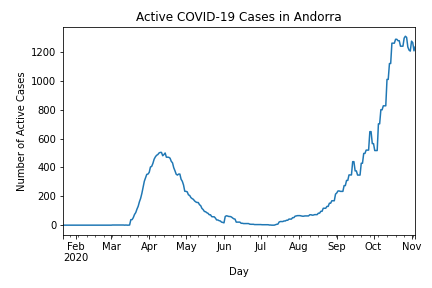 Active COVID-19 Cases in Andorra
Number of Active Cases
1200
1000
800
600
400
200
0
Feb Mar Apr May Jun Jul Aug Sep Oct Nov
2020
Day